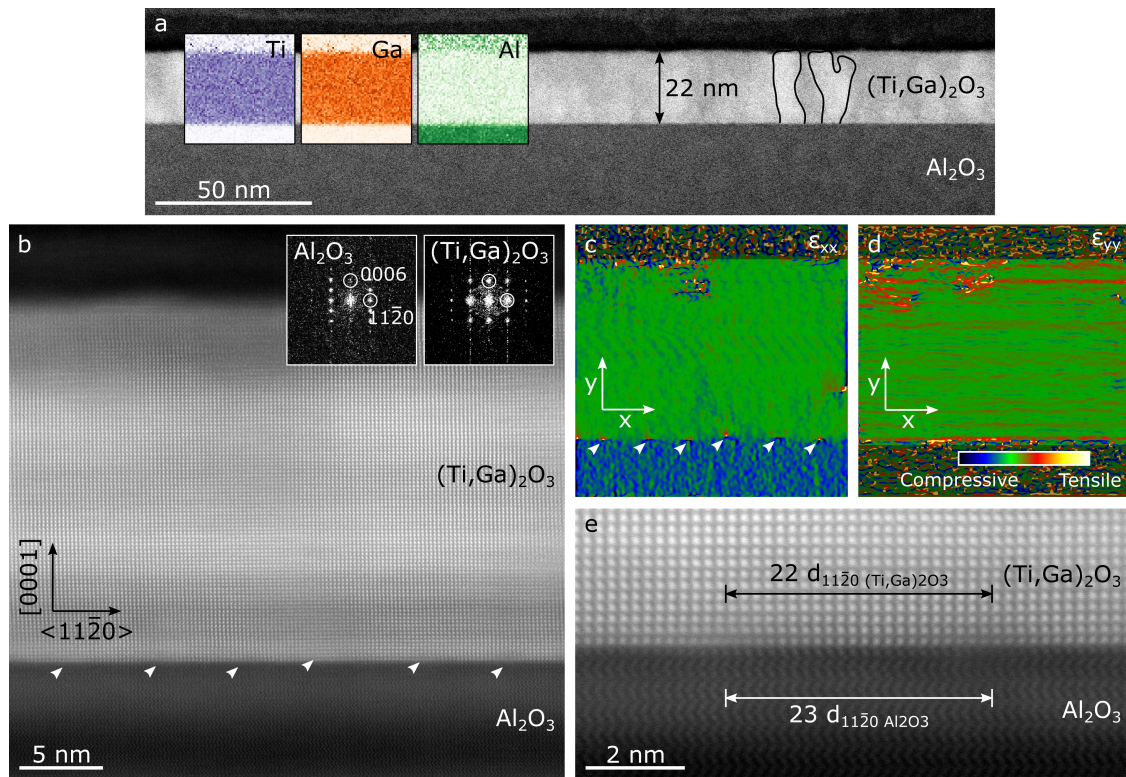 a
Ti
Ga
Al
22 nm
(Ti,Ga)₂O₃
Al₂O₃
50 nm
b
Al₂O₃
0006
112̄0
(Ti,Ga)₂O₃
(Ti,Ga)₂O₃
[0001]
<112̄0>
Al₂O₃
5 nm
c
εxx
y
x
d
εyy
y
x
Compressive
Tensile
e
22 d₁₁₂̄₀ (Ti,Ga)2O3
(Ti,Ga)₂O₃
23 d₁₁₂̄₀ Al2O3
Al₂O₃
2 nm